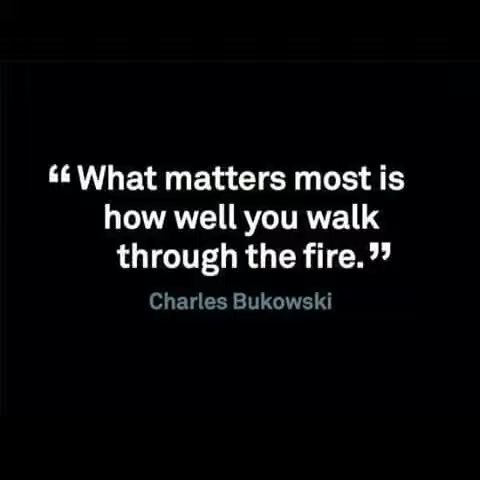 “What matters most is
how well you walk
through the fire.”
Charles Bukowski